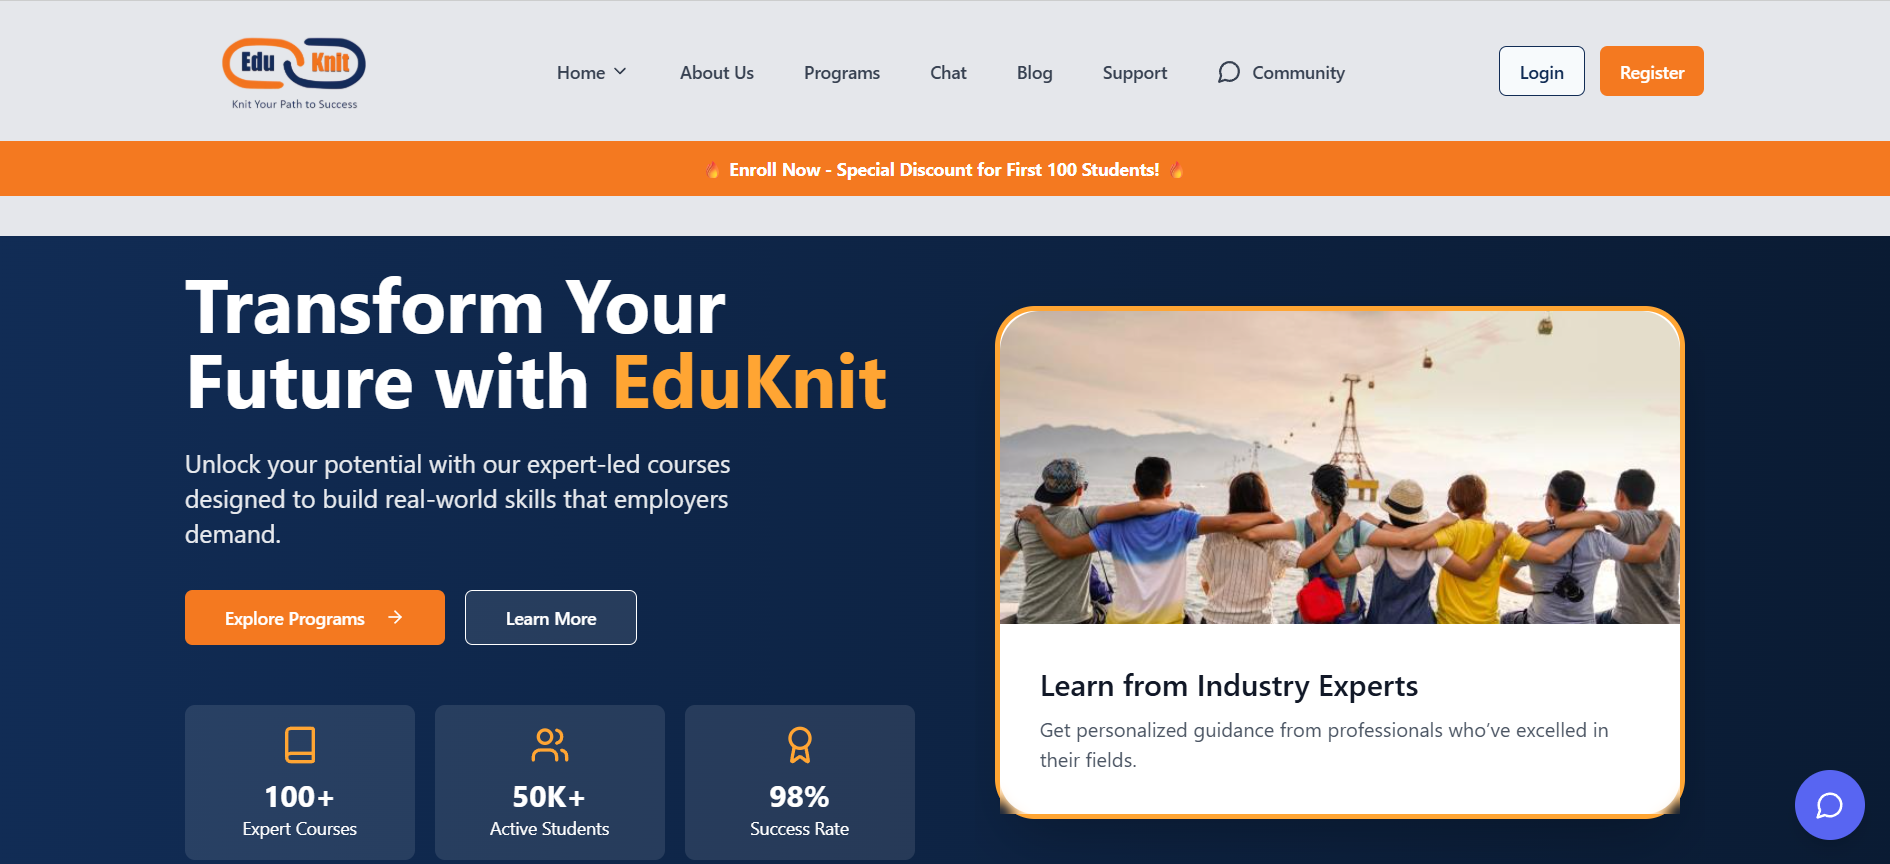 Edu Knit
Knit Your Path to Success
Home
About Us
Programs
Chat
Blog
Support
Community
Login
Register
🔥 Enroll Now - Special Discount for First 100 Students! 🔥
Transform Your
Future with EduKnit
Unlock your potential with our expert-led courses
designed to build real-world skills that employers
demand.
Explore Programs →
Learn More
100+
Expert Courses
50K+
Active Students
98%
Success Rate
Learn from Industry Experts
Get personalized guidance from professionals who’ve excelled in
their fields.